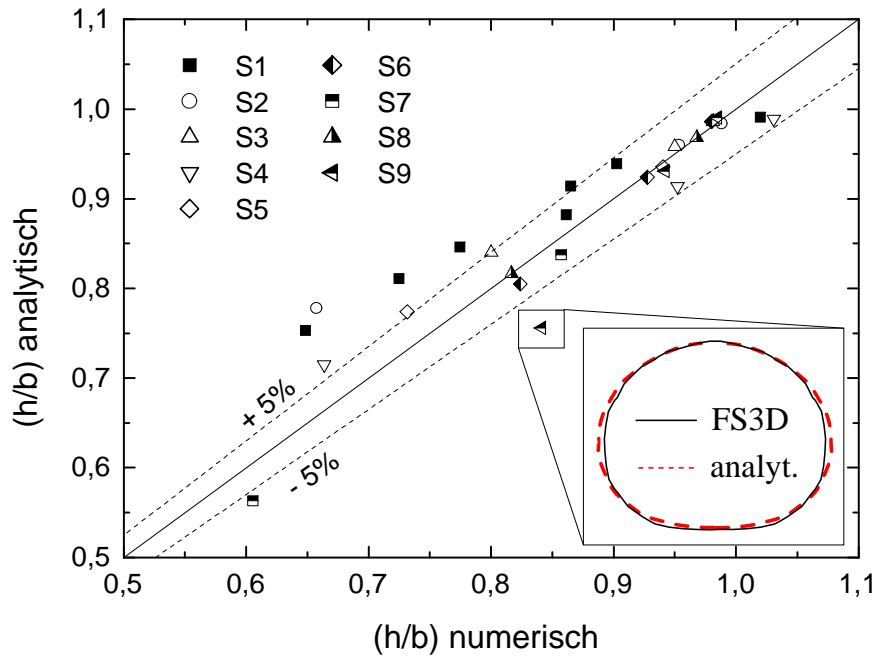 (h/b) analytisch
1,1
1,0
0,9
0,8
0,7
0,6
0,5
S1
S2
S3
S4
S5
S6
S7
S8
S9
+ 5%
- 5%
FS3D
analyt.
0,5 0,6 0,7 0,8 0,9 1,0 1,1
(h/b) numerisch